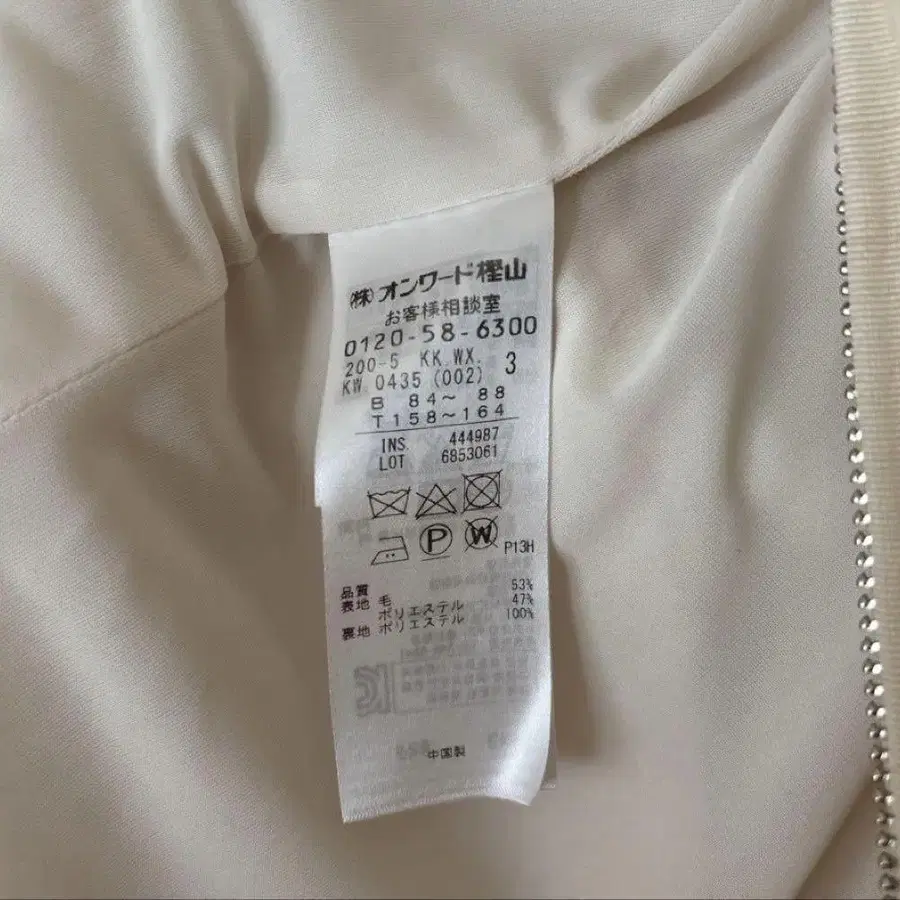 ㈱オンワード樫山
お客様相談室
0120-58-6300
200-5 KK.WX. 3
KW 0435 (002)
B 84～ 88
T 158～164
INS. 444987
LOT 6853061
P W P13H
品質
表地 毛 53%
ポリエステル 47%
裏地 ポリエステル 100%
中国製